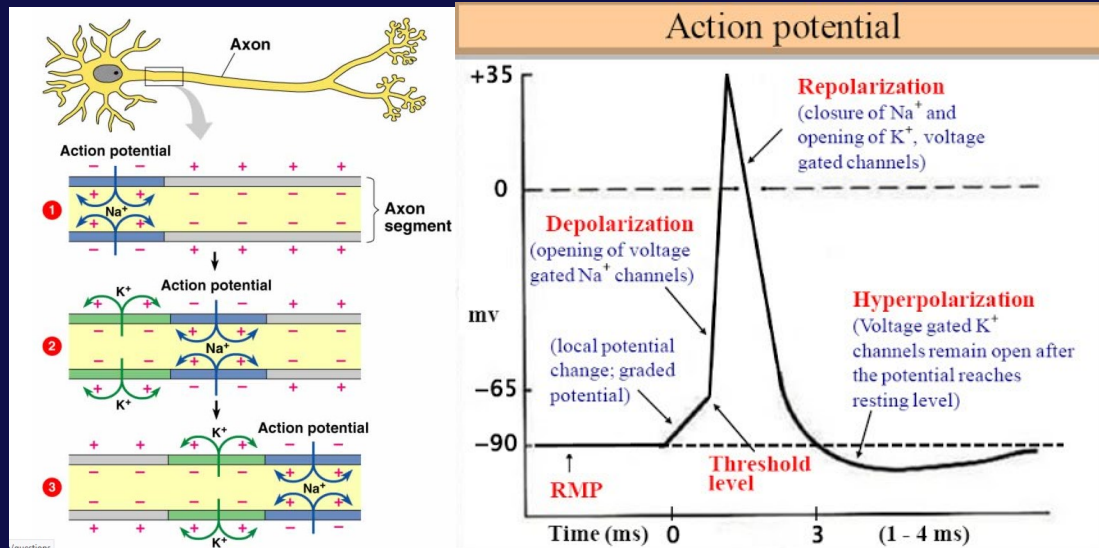 Axon
Action potential
− − + + + +
+ + − − − −
1
Na⁺
+ + − − − −
− − + + + +
Axon
segment
K⁺
Action potential
+ + − − + +
− − + + − −
2
Na⁺
− − + + − −
+ + − − + +
K⁺
Action potential
K⁺
+ + + + − −
− − − − + +
3
Na⁺
− − − − + +
+ + + + − −
K⁺
Action potential
+35
0
mv
−65
−90
Repolarization
(closure of Na⁺ and
opening of K⁺, voltage
gated channels)
Depolarization
(opening of voltage
gated Na⁺ channels)
(local potential
change; graded
potential)
Hyperpolarization
(Voltage gated K⁺
channels remain open after
the potential reaches
resting level)
Threshold
level
RMP
Time (ms) 0 3 (1 - 4 ms)